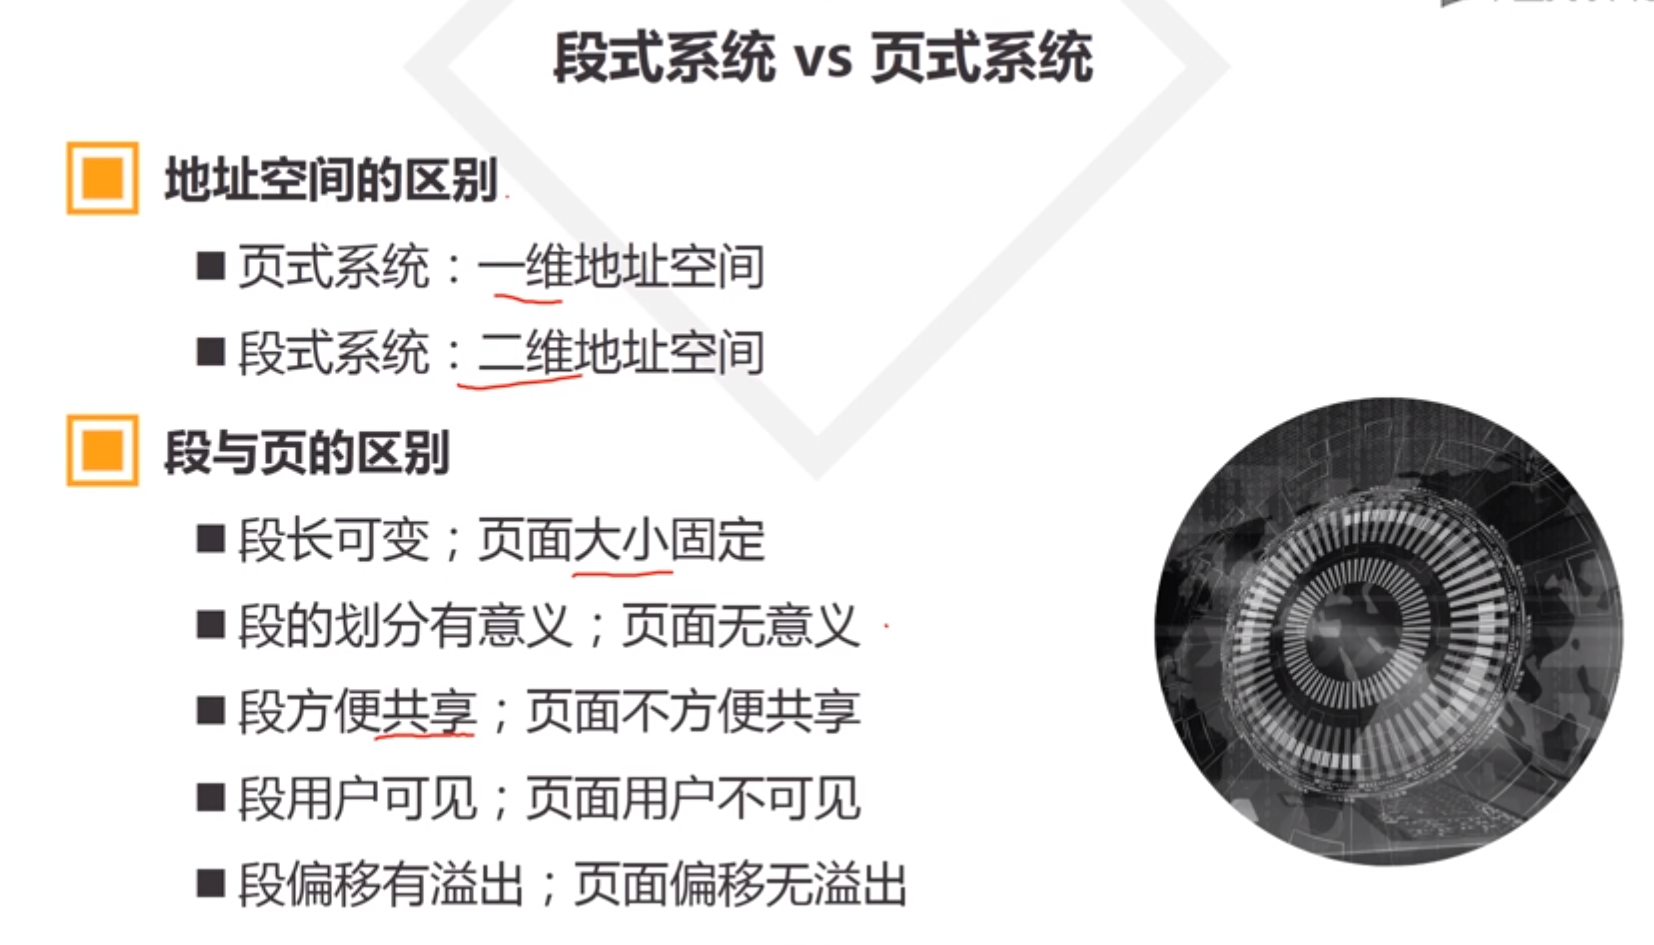 段式系统 vs 页式系统
地址空间的区别
■ 页式系统：一维地址空间
■ 段式系统：二维地址空间
段与页的区别
■ 段长可变；页面大小固定
■ 段的划分有意义；页面无意义
■ 段方便共享；页面不方便共享
■ 段用户可见；页面用户不可见
■ 段偏移有溢出；页面偏移无溢出